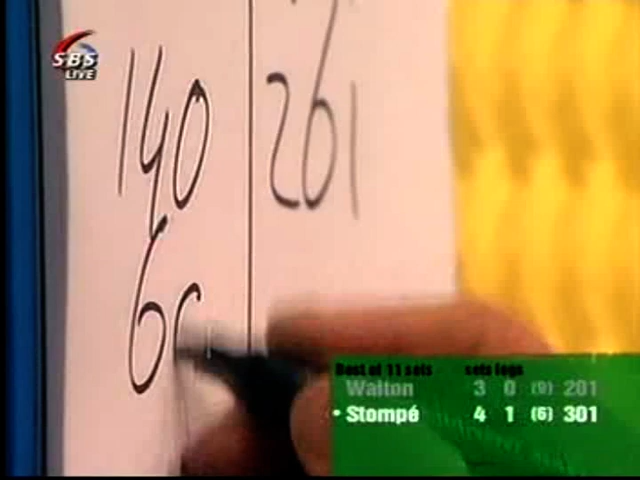 SBS
LIVE
140
261
60
Best of 11 sets sets legs
Walton 3 0 (9) 201
• Stompé 4 1 (6) 301